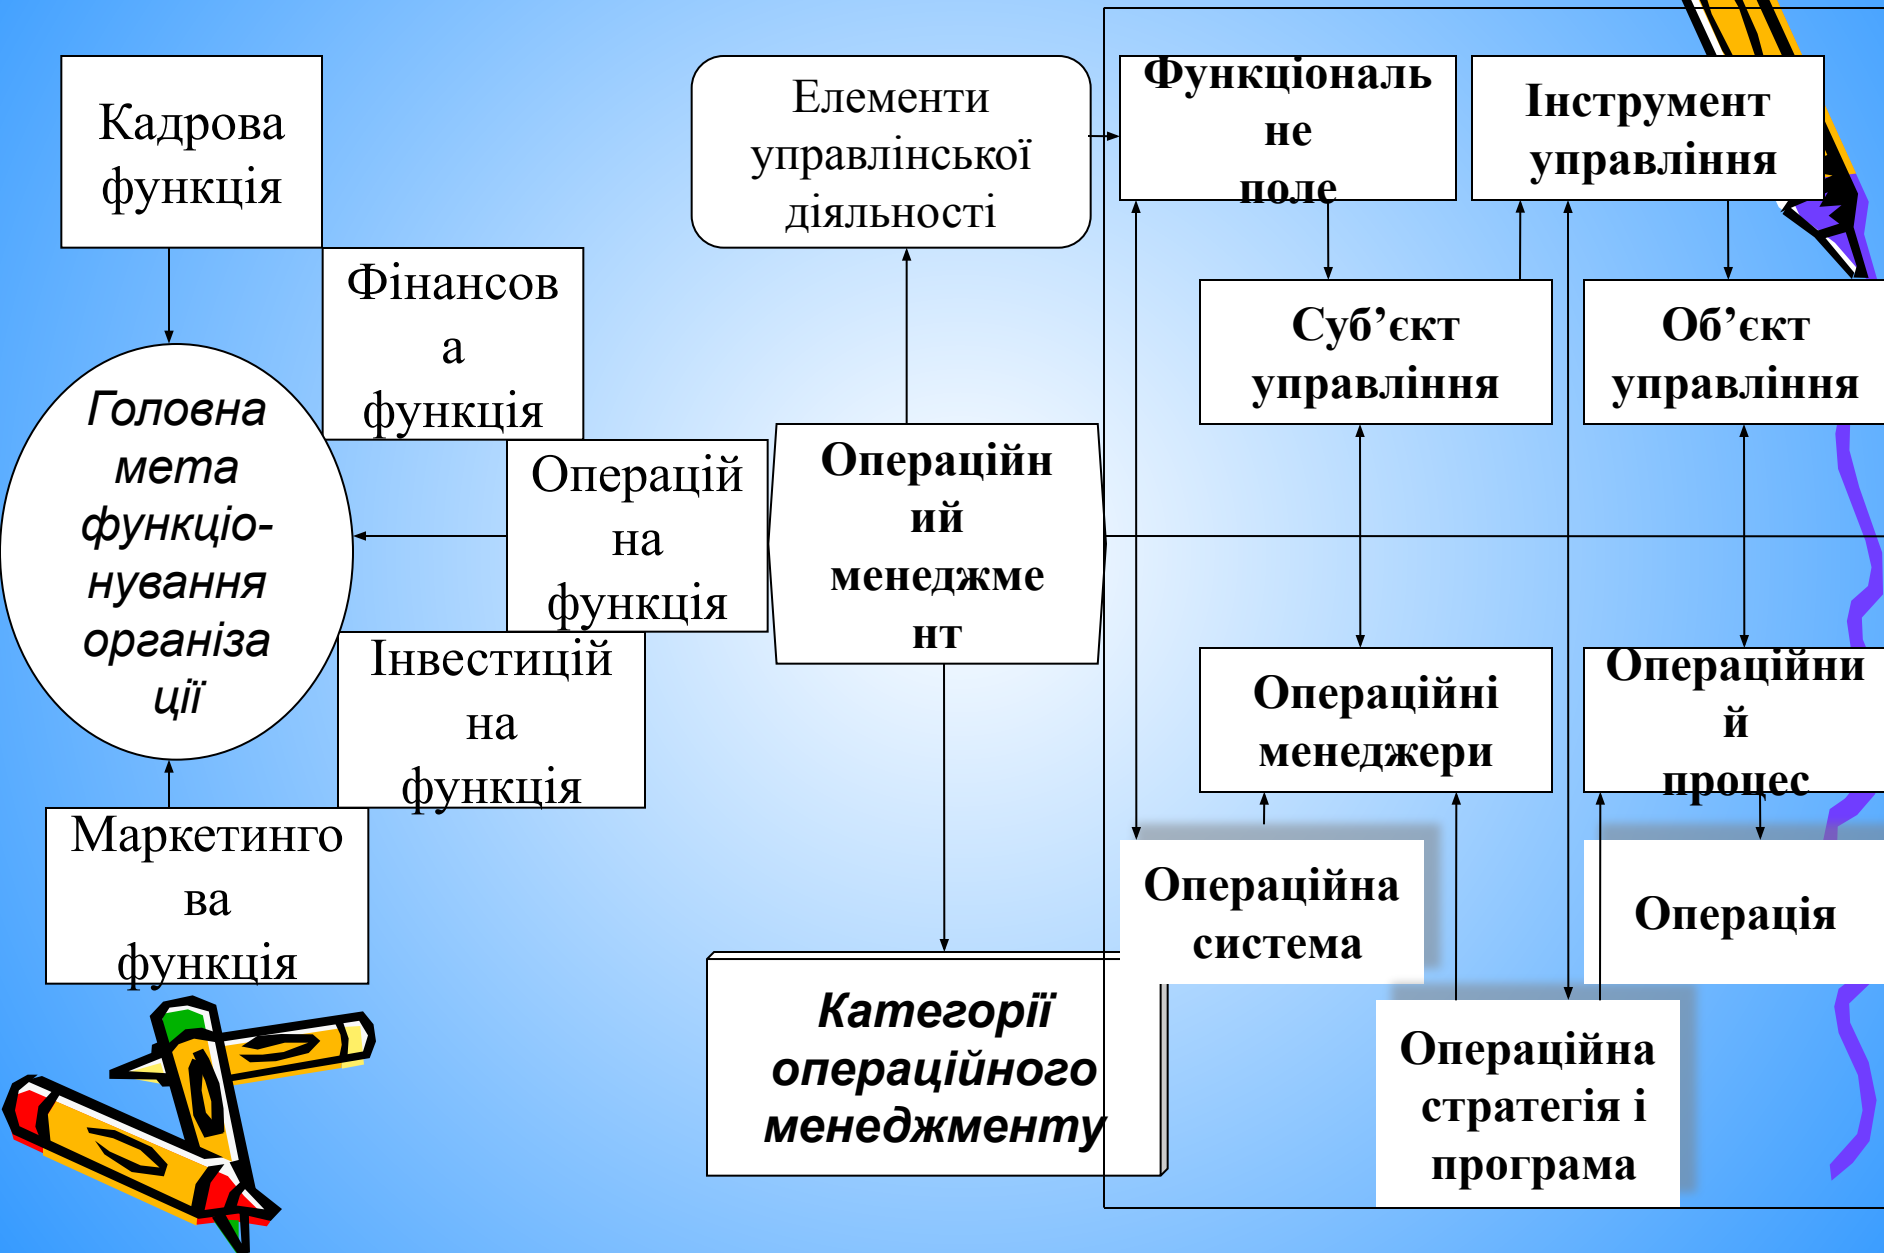 Кадрова
функція
Фінансов
а
функція
Головна
мета
функціо-
нування
організа
ції
Операцій
на
функція
Інвестицій
на
функція
Маркетинго
ва
функція
Елементи
управлінської
діяльності
Операційн
ий
менеджме
нт
Категорії
операційного
менеджменту
Функціональ
не
поле
Інструмент
управління
Суб’єкт
управління
Об’єкт
управління
Операційні
менеджери
Операційни
й
процес
Операційна
система
Операція
Операційна
стратегія і
програма